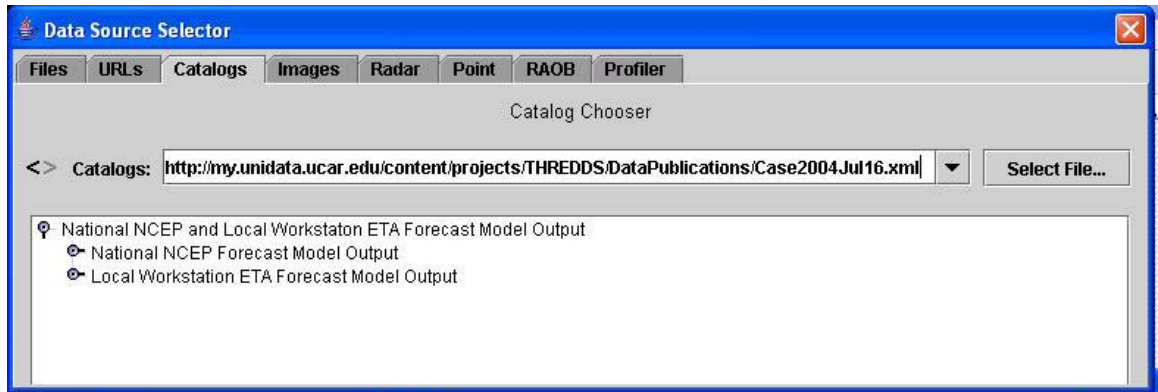 Data Source Selector
Files URLs Catalogs Images Radar Point RAOB Profiler
Catalog Chooser
<> Catalogs: http://my.unidata.ucar.edu/content/projects/THREDDS/DataPublications/Case2004Jul16.xml Select File...
National NCEP and Local Workstaton ETA Forecast Model Output
National NCEP Forecast Model Output
Local Workstation ETA Forecast Model Output